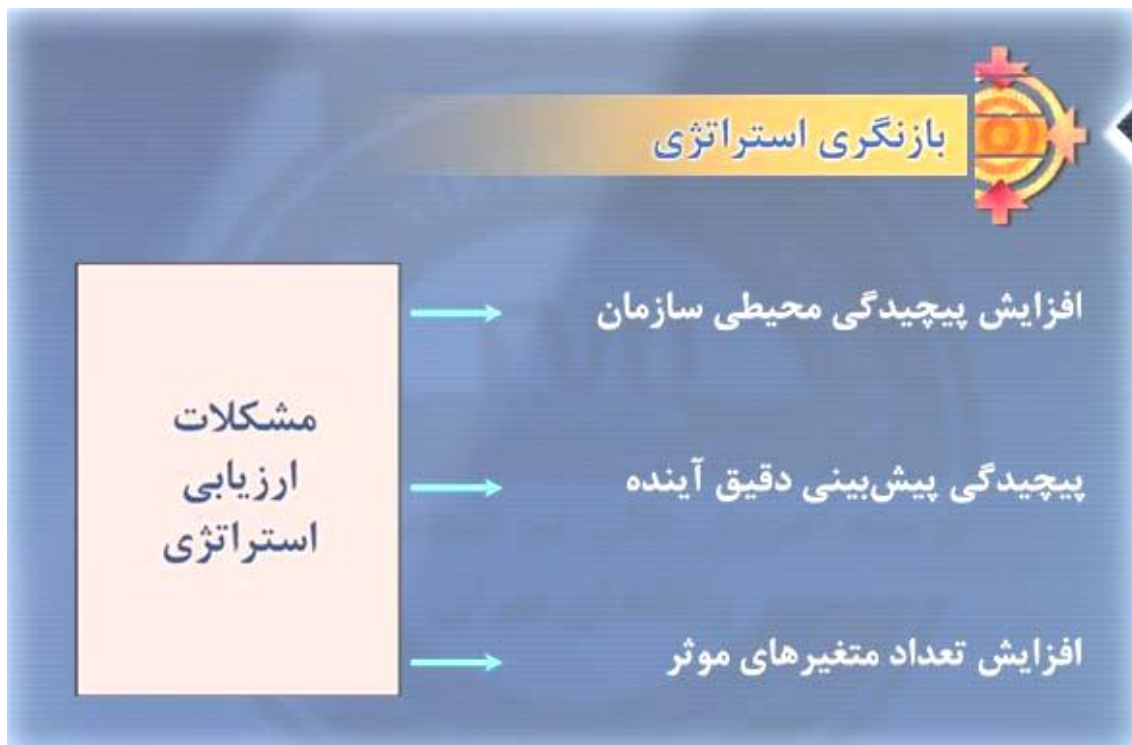 بازنگری استراتژی
افزایش پیچیدگی محیطی سازمان
پیچیدگی پیش‌بینی دقیق آینده
افزایش تعداد متغیرهای موثر
مشکلات
ارزیابی
استراتژی